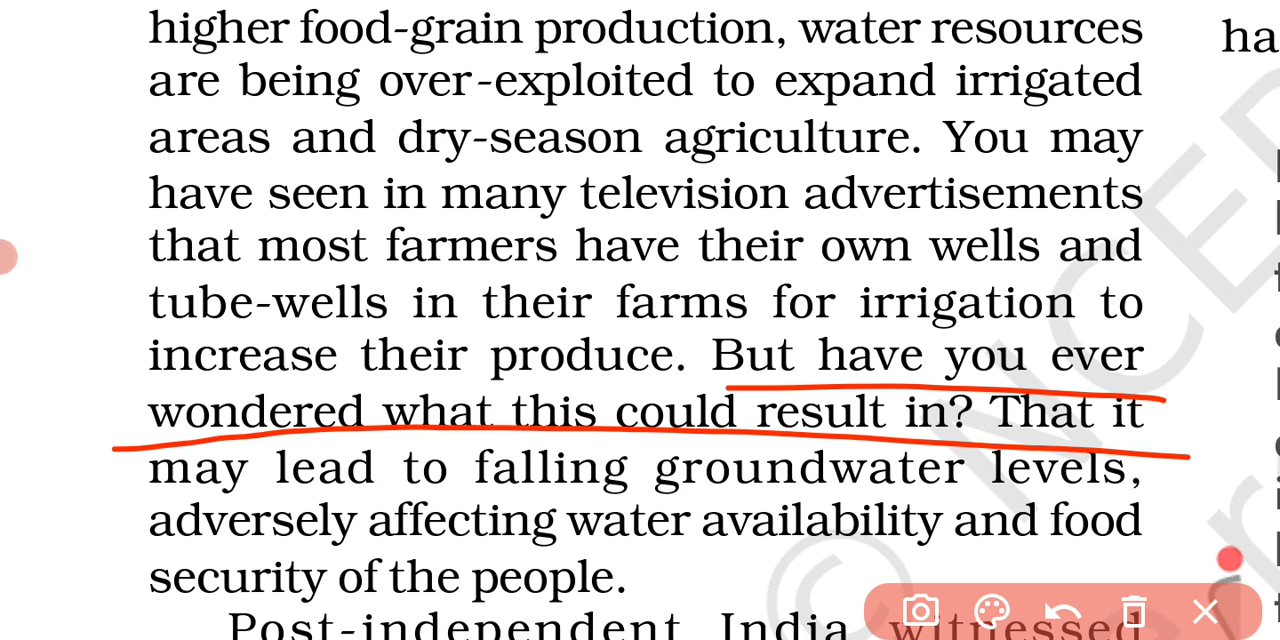 higher food-grain production, water resources
are being over-exploited to expand irrigated
areas and dry-season agriculture. You may
have seen in many television advertisements
that most farmers have their own wells and
tube-wells in their farms for irrigation to
increase their produce. But have you ever
wondered what this could result in? That it
may lead to falling groundwater levels,
adversely affecting water availability and food
security of the people.
Post-independent India witnessed
ha
© NCE